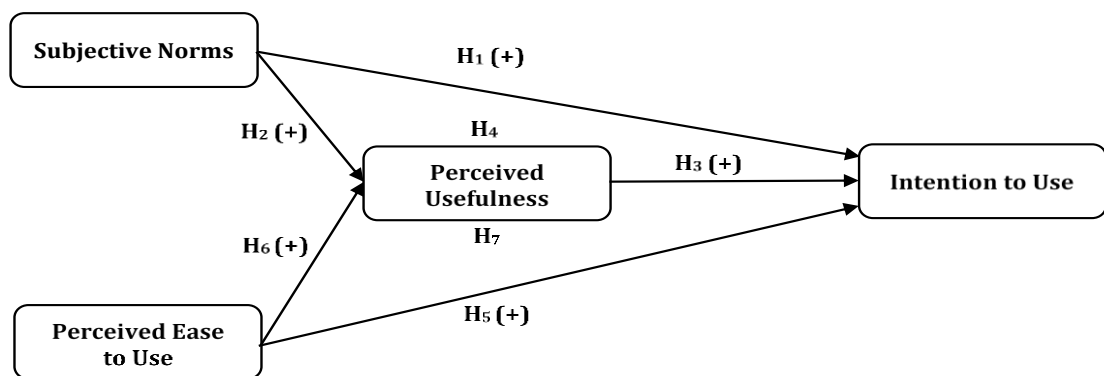 Subjective Norms
H₁ (+)
H₂ (+)
H₄
Perceived
Usefulness
H₃ (+)
Intention to Use
H₆ (+)
H₇
H₅ (+)
Perceived Ease
to Use